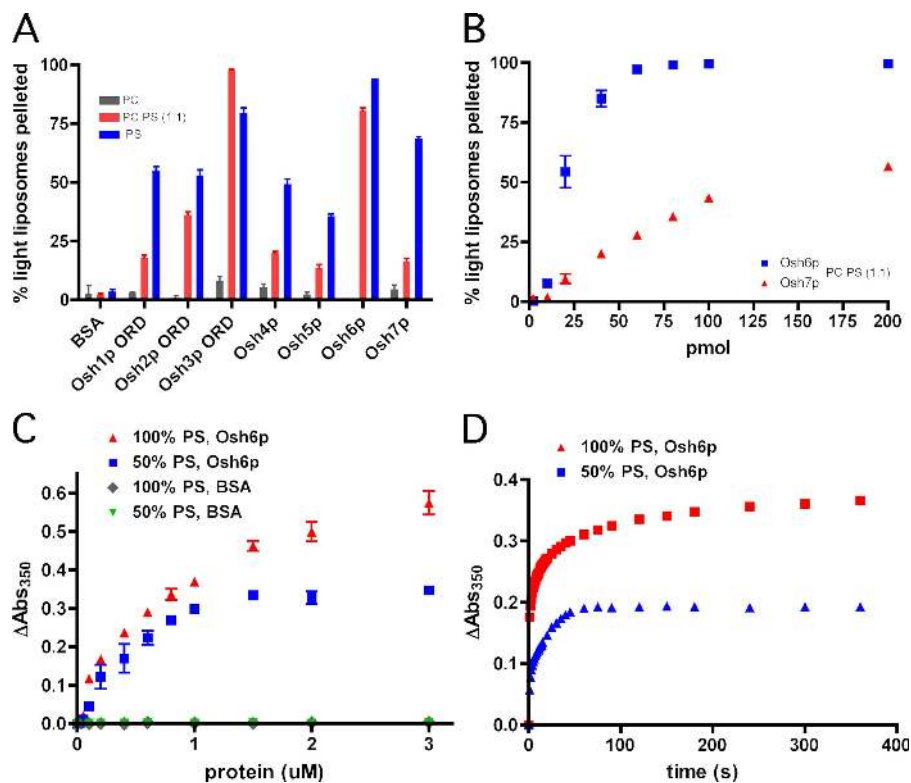 A
% light liposomes pelleted
100
75
50
25
0
PC
PC PS (1 1)
PS
BSA
Osh1p ORD
Osh2p ORD
Osh3p ORD
Osh4p
Osh5p
Osh6p
Osh7p
B
% light liposomes pelleted
100
75
50
25
0
Osh6p
Osh7p
PC PS (1:1)
0 25 50 75 100 125 150 175 200
pmol
C
100% PS, Osh6p
50% PS, Osh6p
100% PS, BSA
50% PS, BSA
ΔAbs350
0.6
0.5
0.4
0.3
0.2
0.1
0.0
0 1 2 3
protein (uM)
D
100% PS, Osh6p
50% PS, Osh6p
ΔAbs350
0.4
0.3
0.2
0.1
0.0
0 100 200 300 400
time (s)